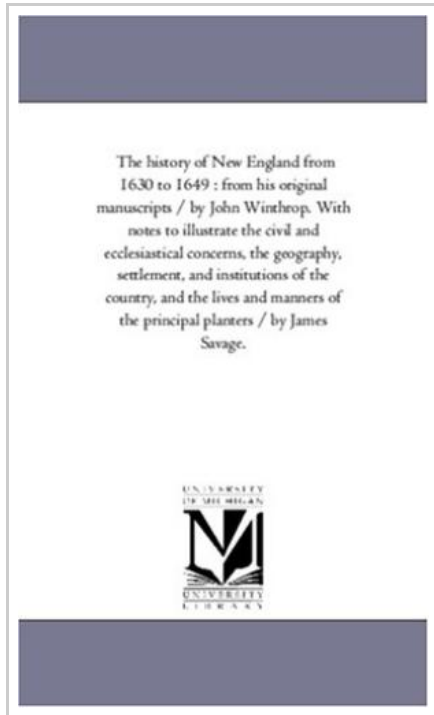 The history of New England from
1630 to 1649 : from his original
manuscripts / by John Winthrop. With
notes to illustrate the civil and
ecclesiastical concerns, the geography,
settlement, and institutions of the
country, and the lives and manners of
the principal planters / by James
Savage.
UNIVERSITY
OF MICHIGAN
UNIVERSITY
LIBRARY